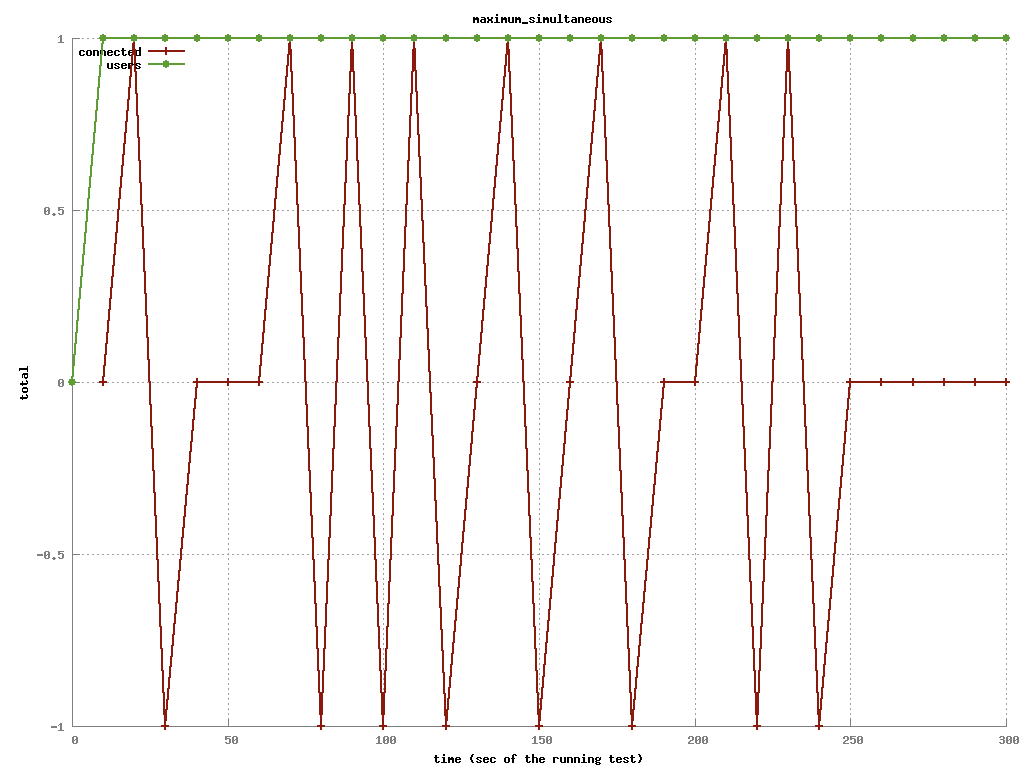 maximum_simultaneous
connected
users
1
0.5
0
-0.5
-1
total
0 50 100 150 200 250 300
time (sec of the running test)